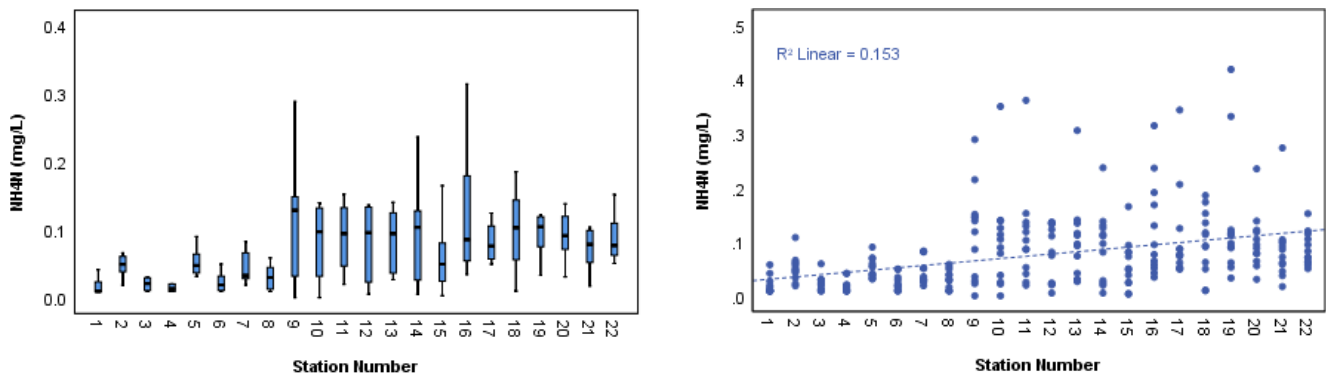 0.4
0.3
0.2
0.1
0.0
NH4N (mg/L)
1 2 3 4 5 6 7 8 9 10 11 12 13 14 15 16 17 18 19 20 21 22
Station Number
.5
.4
.3
.2
.1
.0
NH4N (mg/L)
R² Linear = 0.153
1 2 3 4 5 6 7 8 9 10 11 12 13 14 15 16 17 18 19 20 21 22
Station Number